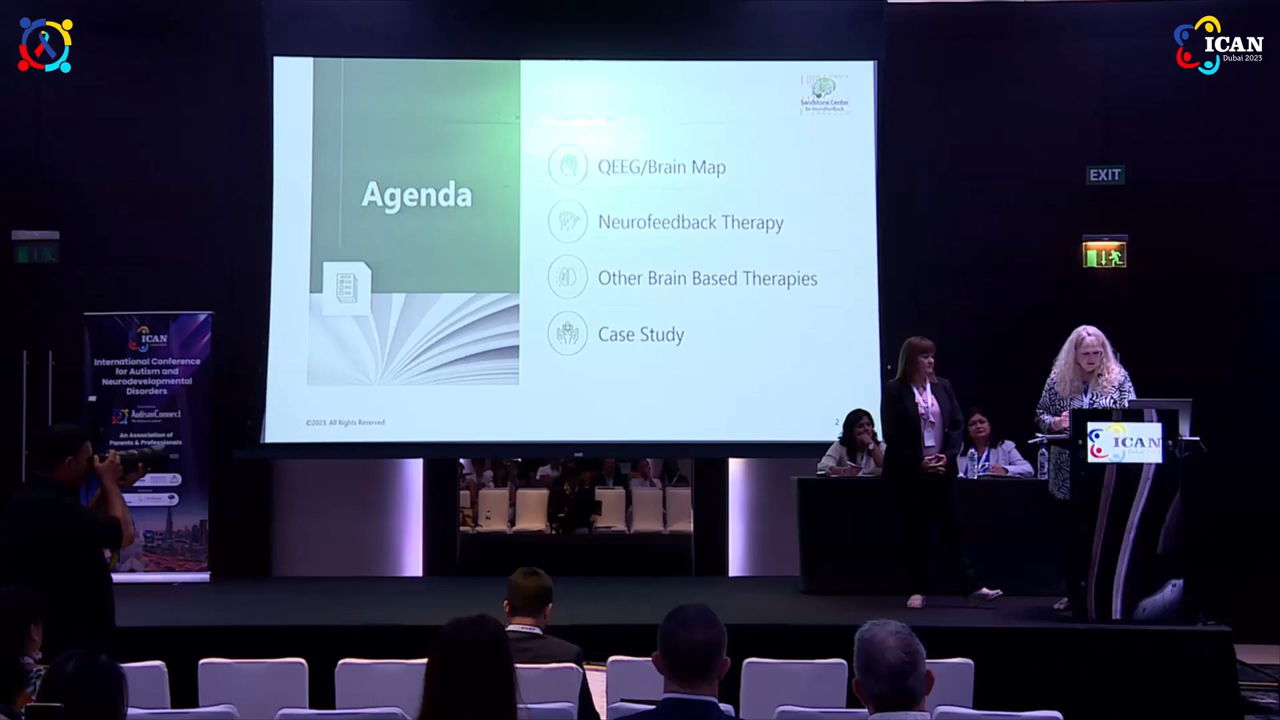 ICAN
Dubai 2023
Agenda
Sandstone Center
for Neurofeedback
QEEG/Brain Map
Neurofeedback Therapy
Other Brain Based Therapies
Case Study
©2023. All Rights Reserved.
2
EXIT
ICAN
International Conference
for Autism and
Neurodevelopmental
Disorders
AutismConnect
An Association of
Parents & Professionals
ICAN